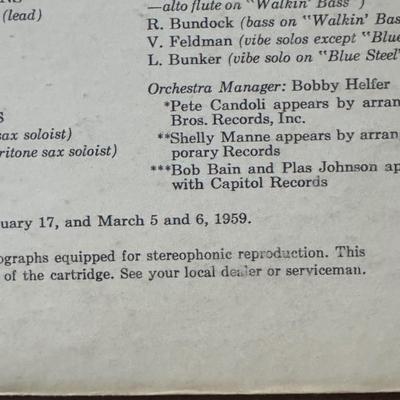 —alto flute on "Walkin' Bass")
(lead)
R. Bundock (bass on "Walkin' Bas
V. Feldman (vibe solos except "Blue
L. Bunker (vibe solo on "Blue Steel"
Orchestra Manager: Bobby Helfer
*Pete Candoli appears by arran
Bros. Records, Inc.
S
sax soloist)
**Shelly Manne appears by arran
ritone sax soloist)
porary Records
***Bob Bain and Plas Johnson ap
with Capitol Records
uary 17, and March 5 and 6, 1959.
ographs equipped for stereophonic reproduction. This
of the cartridge. See your local dealer or serviceman.